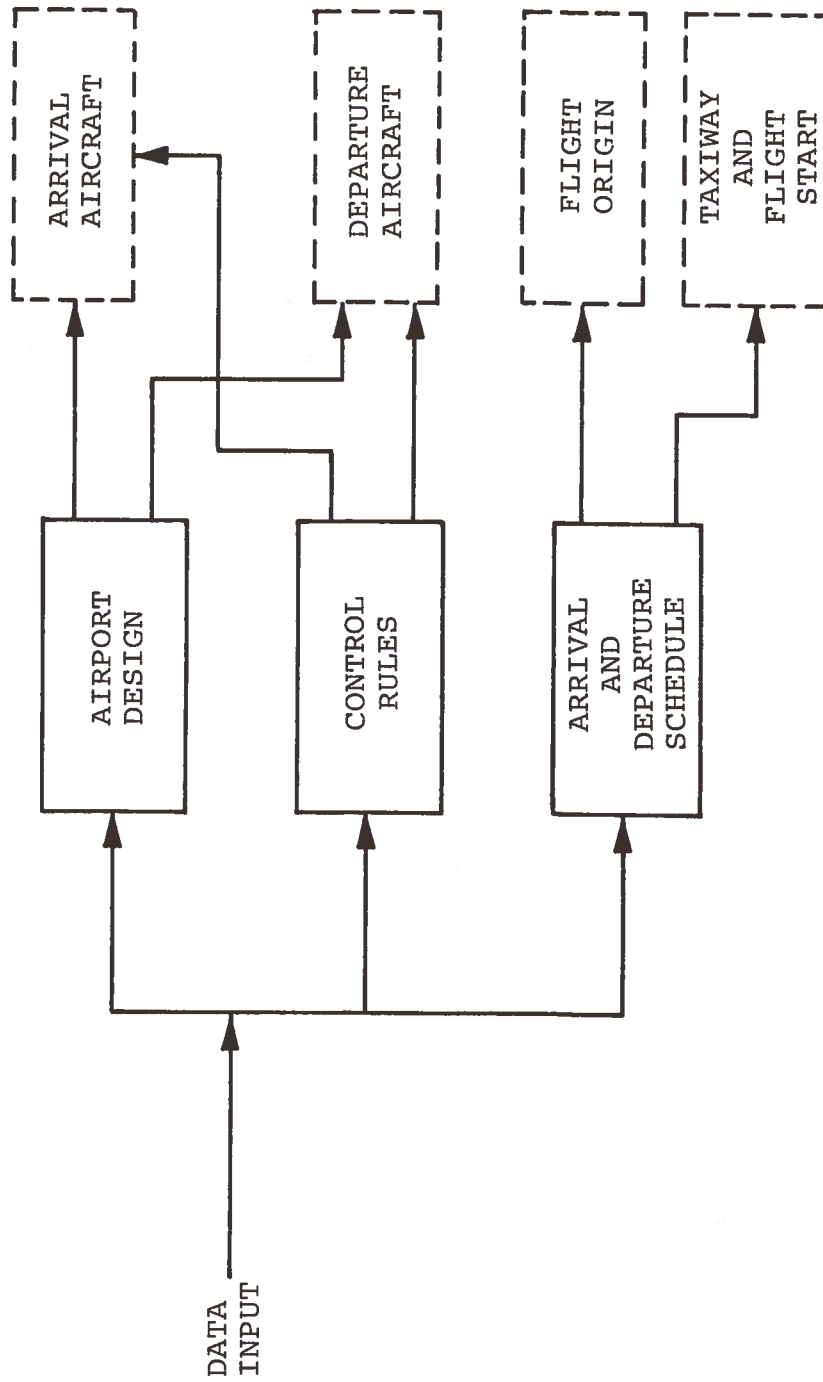 DATA
INPUT
AIRPORT
DESIGN
CONTROL
RULES
ARRIVAL
AND
DEPARTURE
SCHEDULE
ARRIVAL
AIRCRAFT
DEPARTURE
AIRCRAFT
FLIGHT
ORIGIN
TAXIWAY
AND
FLIGHT
START